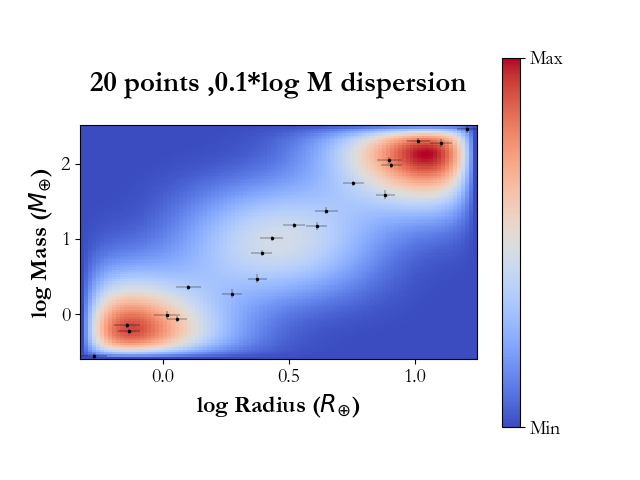 20 points ,0.1*log M dispersion
Max
2
1
0
log Mass (M⊕)
0.0 0.5 1.0
log Radius (R⊕)
Min